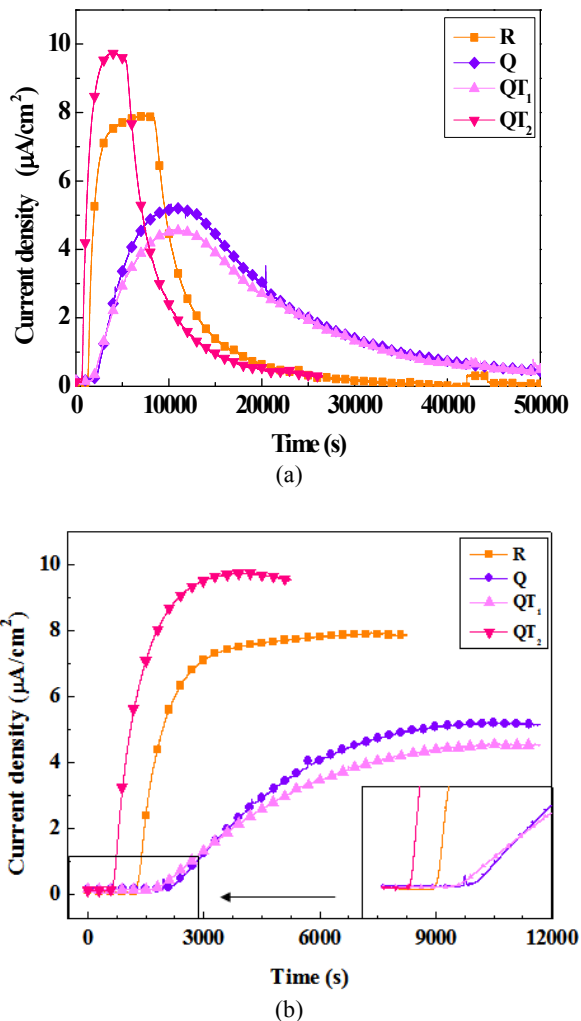 R
Q
QT1
QT2
Current density (μA/cm2)
10
8
6
4
2
0
0 10000 20000 30000 40000 50000
Time (s)
(a)
R
Q
QT1
QT2
Current density (μA/cm2)
10
8
6
4
2
0
0 3000 6000 9000 12000
Time (s)
(b)